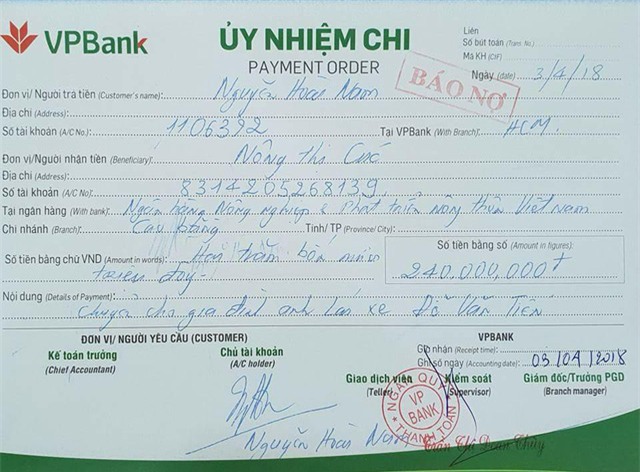 VPBank
ỦY NHIỆM CHI
PAYMENT ORDER
Liên
Số bút toán (Trans. No.)
Mã KH (CIF)
BÁO NỢ
Ngày (date) 3/4/18
Đơn vị/ Người trả tiền (Customer's name): Nguyễn Hoài Nam
Địa chỉ (Address):
Số tài khoản (A/C No.) 1106392 Tại VPBank (With Branch) HCM.
Đơn vị/Người nhận tiền (Beneficiary) Nông thị Cúc
Địa chỉ (Address):
Số tài khoản (A/C No) 8314205268139
Tại ngân hàng (With bank) Ngân hàng Nông nghiệp & phát triển nông thôn Việt Nam
Chi nhánh (Branch) Cao bằng Tỉnh/ TP (Province/ City)
Số tiền bằng chữ VND (Amount in words) Hai trăm bốn mươi
triệu đồng
Số tiền bằng số (Amount in figures):
240,000,000đ
Nội dung (Details of Payment) Chuyển cho gia đình anh lái xe Đỗ Văn Tiến
ĐƠN VỊ/ NGƯỜI YÊU CẦU (CUSTOMER)
Kế toán trưởng
(Chief Accountant)
Chủ tài khoản
(A/C holder)
Nguyễn Hoài Nam
VPBANK
Ghi nhận (Receipt time):
Ghi sổ ngày (Accounting date): 03/04/2018
Giao dịch viên
(Teller)
Kiểm soát
(Supervisor)
Giám đốc/Trưởng PGD
(Branch manager)
NGÂN QUỸ
VP
BANK
THANH TOÁN
Thúy